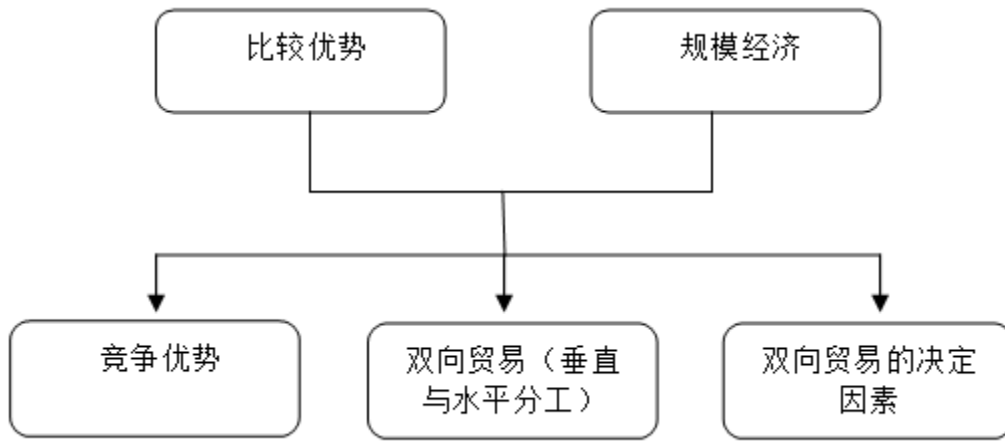 比较优势
规模经济
竞争优势
双向贸易（垂直
与水平分工）
双向贸易的决定
因素